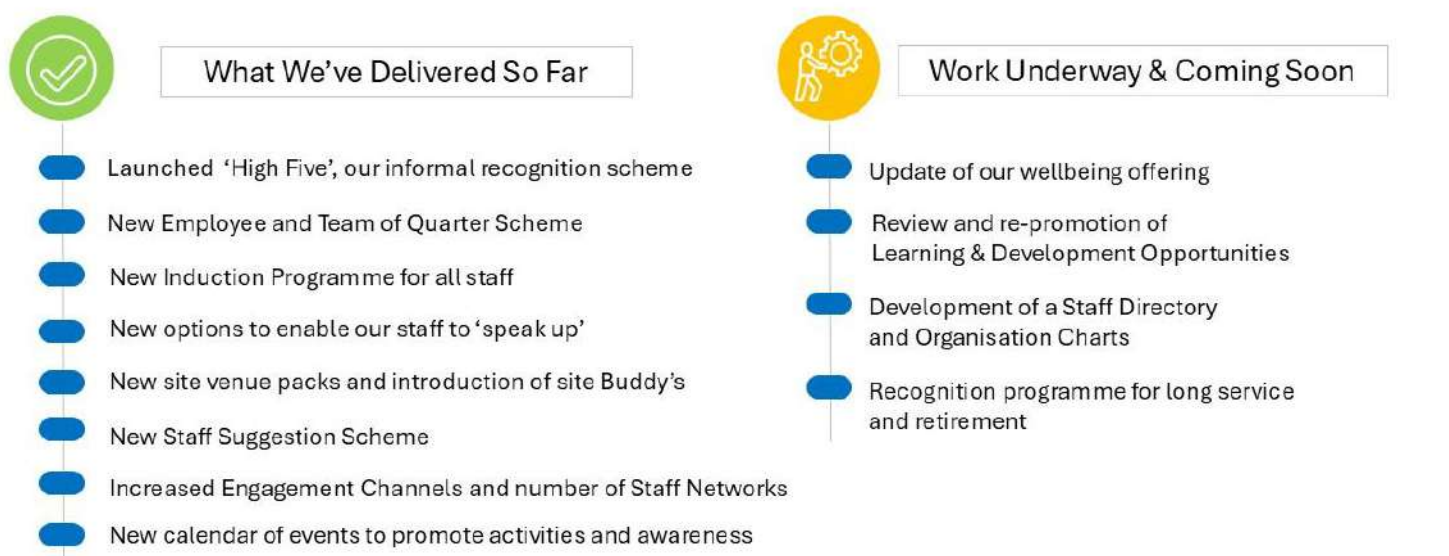 What We’ve Delivered So Far
Launched ‘High Five’, our informal recognition scheme
New Employee and Team of Quarter Scheme
New Induction Programme for all staff
New options to enable our staff to ‘speak up’
New site venue packs and introduction of site Buddy’s
New Staff Suggestion Scheme
Increased Engagement Channels and number of Staff Networks
New calendar of events to promote activities and awareness
Work Underway & Coming Soon
Update of our wellbeing offering
Review and re-promotion of
Learning & Development Opportunities
Development of a Staff Directory
and Organisation Charts
Recognition programme for long service
and retirement